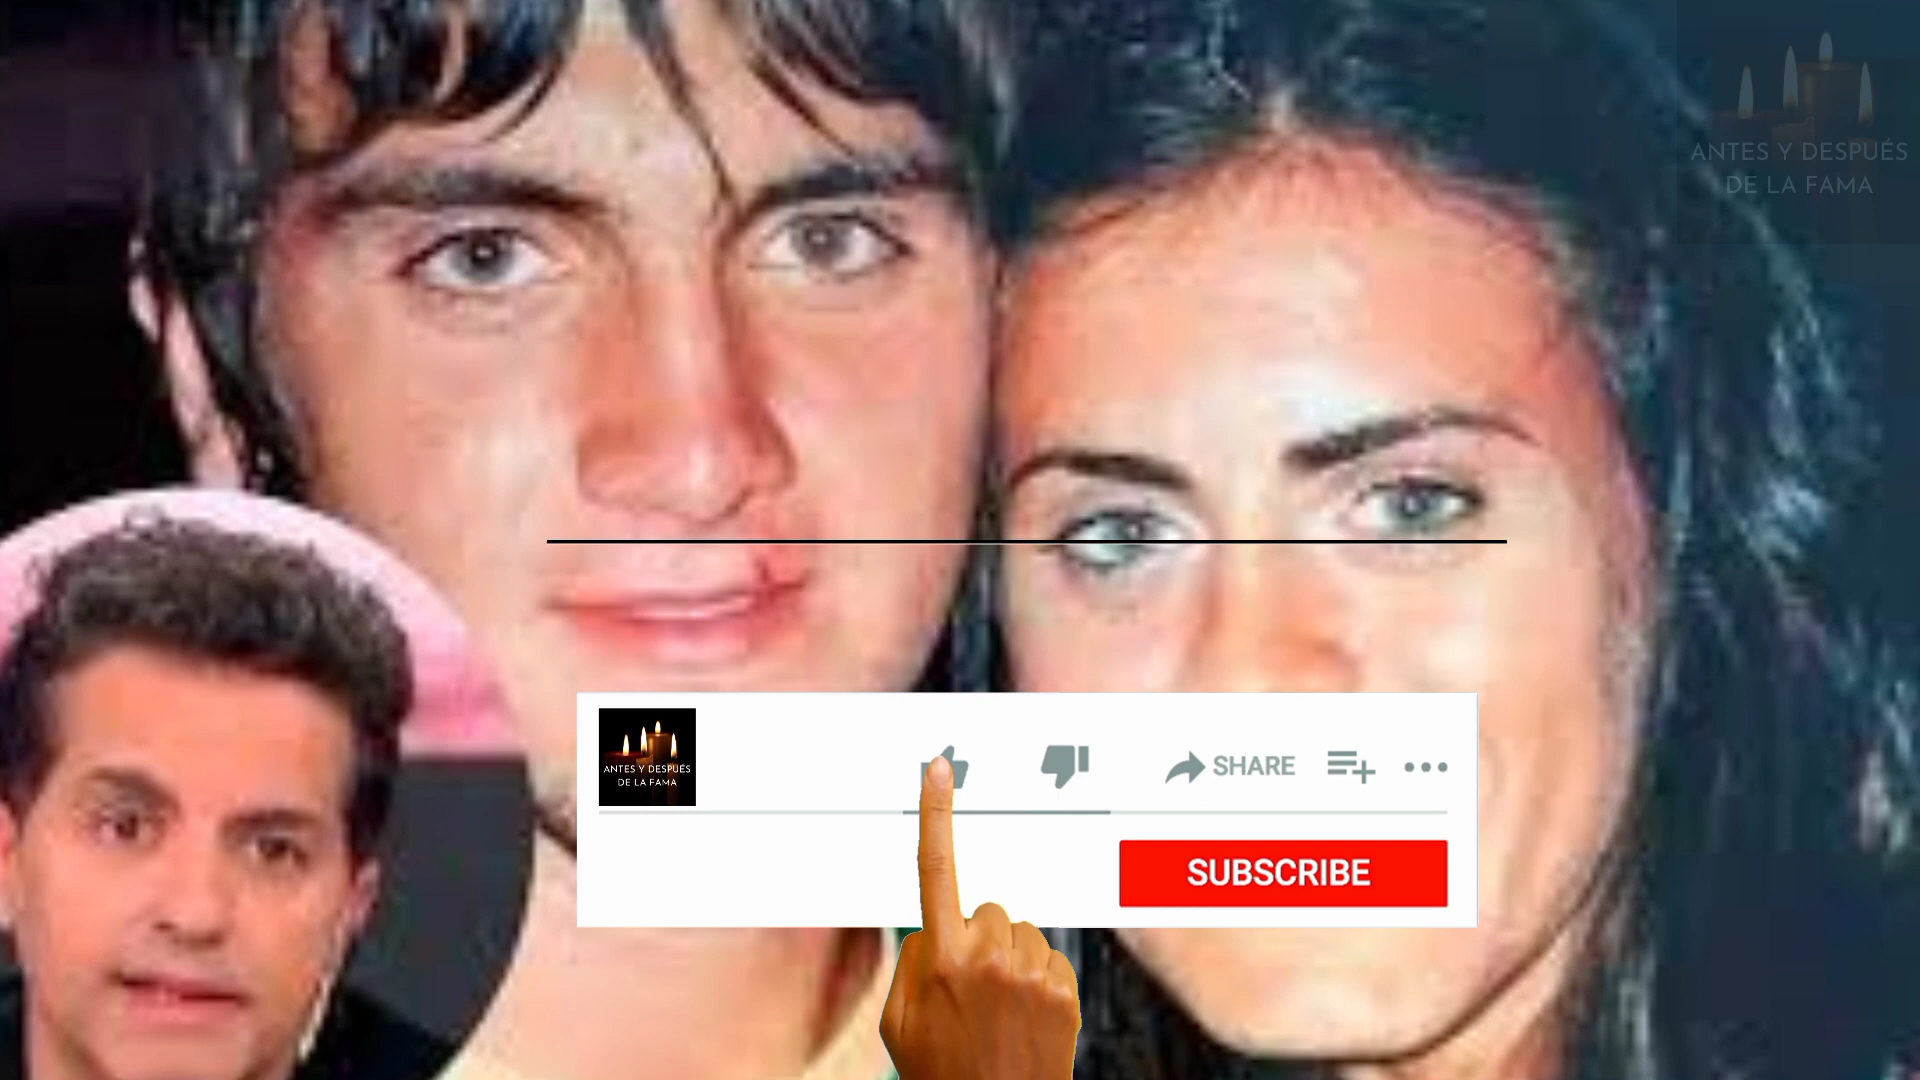 ANTES Y DESPUÉS
DE LA FAMA
ANTES Y DESPUÉS
DE LA FAMA
SHARE
SUBSCRIBE